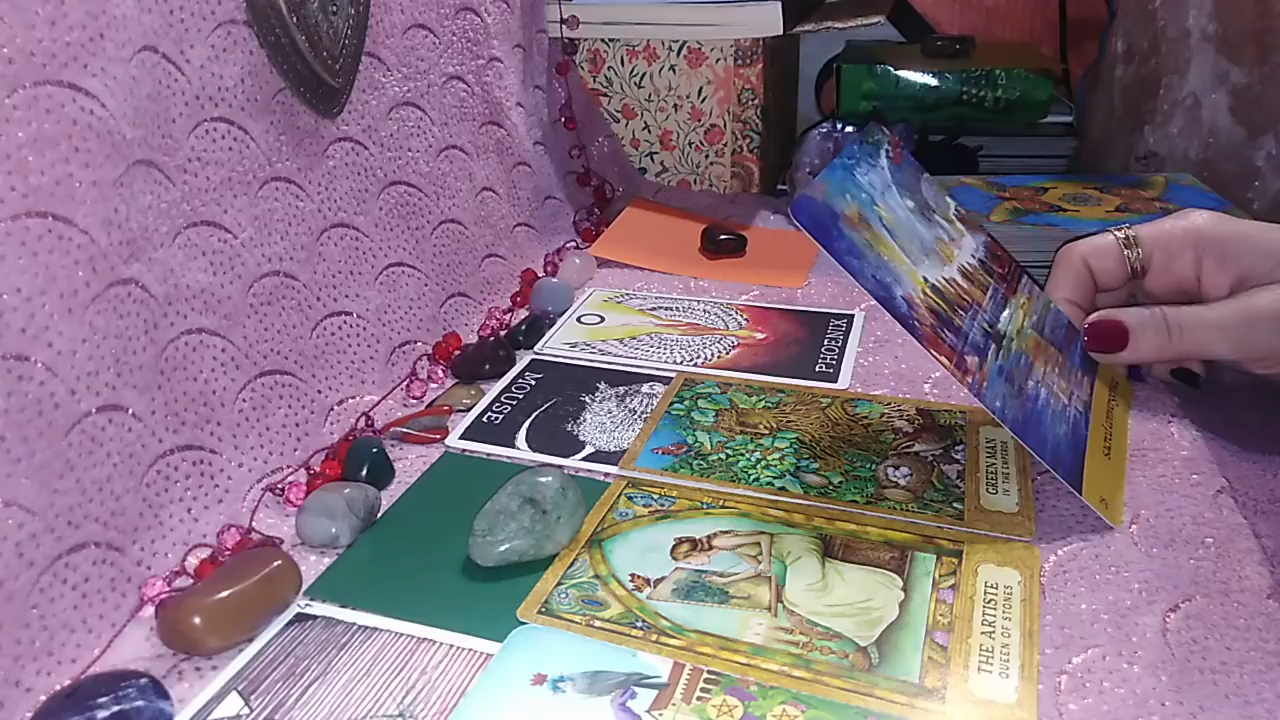 PHOENIX
MOUSE
GREEN MAN
IV. THE EMPEROR
THE ARTISTE
QUEEN OF STONES